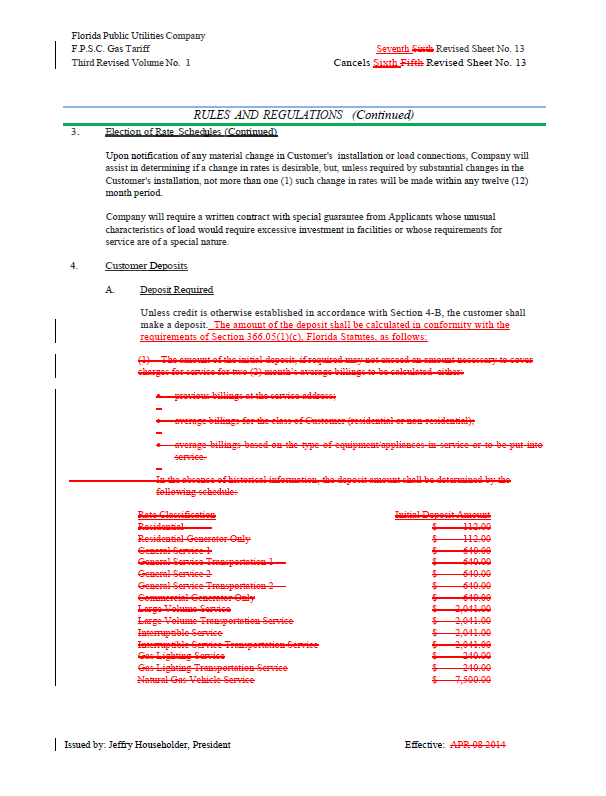 Florida Public Utilities Company
F.P.S.C. Gas Tariff
Seventh Sixth Revised Sheet No. 13
Third Revised Volume No. 1
Cancels Sixth Fifth Revised Sheet No. 13
RULES AND REGULATIONS (Continued)
3. Election of Rate Schedules (Continued)
Upon notification of any material change in Customer's installation or load connections, Company will
assist in determining if a change in rates is desirable, but, unless required by substantial changes in the
Customer's installation, not more than one (1) such change in rates will be made within any twelve (12)
month period.
Company will require a written contract with special guarantee from Applicants whose unusual
characteristics of load would require excessive investment in facilities or whose requirements for
service are of a special nature.
4. Customer Deposits
A. Deposit Required
Unless credit is otherwise established in accordance with Section 4-B, the customer shall
make a deposit. The amount of the deposit shall be calculated in conformity with the
requirements of Section 366.05(1)(c), Florida Statutes, as follows:
(1) The amount of the initial deposit, if required may not exceed an amount necessary to cover
charges for service for two (2) month's average billings to be calculated either:
• previous billings at the service address;
• average billings for the class of Customer (residential or non-residential);
• average billings based on the type of equipment/appliances in service or to be put into
service.
In the absence of historical information, the deposit amount shall be determined by the
following schedule:
Rate Classification Initial Deposit Amount
Residential $ 112.00
Residential Generator Only $ 112.00
General Service 1 $ 640.00
General Service Transportation 1 $ 640.00
General Service 2 $ 640.00
General Service Transportation 2 $ 640.00
Commercial Generator Only $ 640.00
Large Volume Service $ 2,041.00
Large Volume Transportation Service $ 2,041.00
Interruptible Service $ 2,041.00
Interruptible Service Transportation Service $ 2,041.00
Gas Lighting Service $ 240.00
Gas Lighting Transportation Service $ 240.00
Natural Gas Vehicle Service $ 7,500.00
Issued by: Jeffry Householder, President
Effective: APR 08 2014